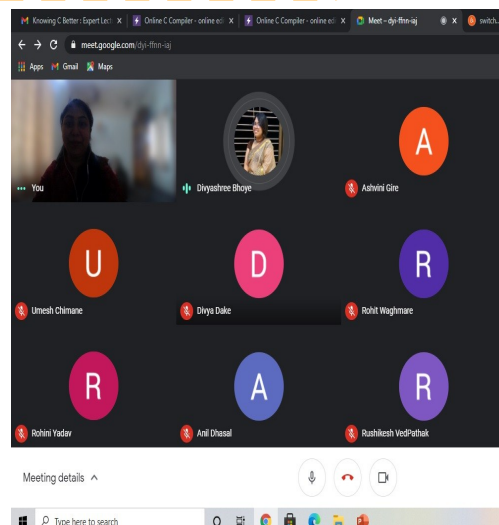 Knowing C Better : Expert Lect
Online C Compiler - online edi
Online C Compiler - online edi
Meet – dyi-ffnn-iaj
switch..
meet.google.com/dyi-ffnn-iaj
Apps Gmail Maps
You
Divyashree Bhoye
A
Ashvini Gire
U
Umesh Chimane
D
Divya Dake
R
Rohit Waghmare
R
Rohini Yadav
A
Anil Dhasal
R
Rushikesh VedPathak
Meeting details
Type here to search